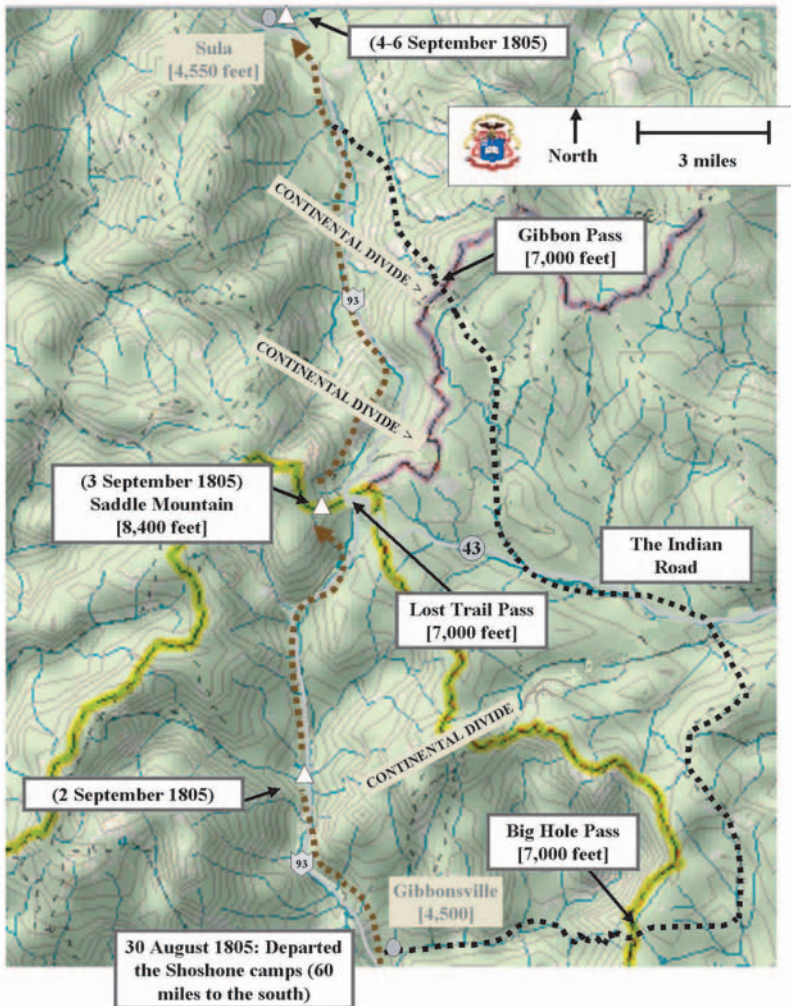 (4-6 September 1805)
Sula
[4,550 feet]
North
3 miles
CONTINENTAL DIVIDE >
Gibbon Pass
[7,000 feet]
93
CONTINENTAL DIVIDE >
(3 September 1805)
Saddle Mountain
[8,400 feet]
43
The Indian
Road
Lost Trail Pass
[7,000 feet]
CONTINENTAL DIVIDE
(2 September 1805)
Big Hole Pass
[7,000 feet]
93
Gibbonsville
[4,500]
30 August 1805: Departed
the Shoshone camps (60
miles to the south)